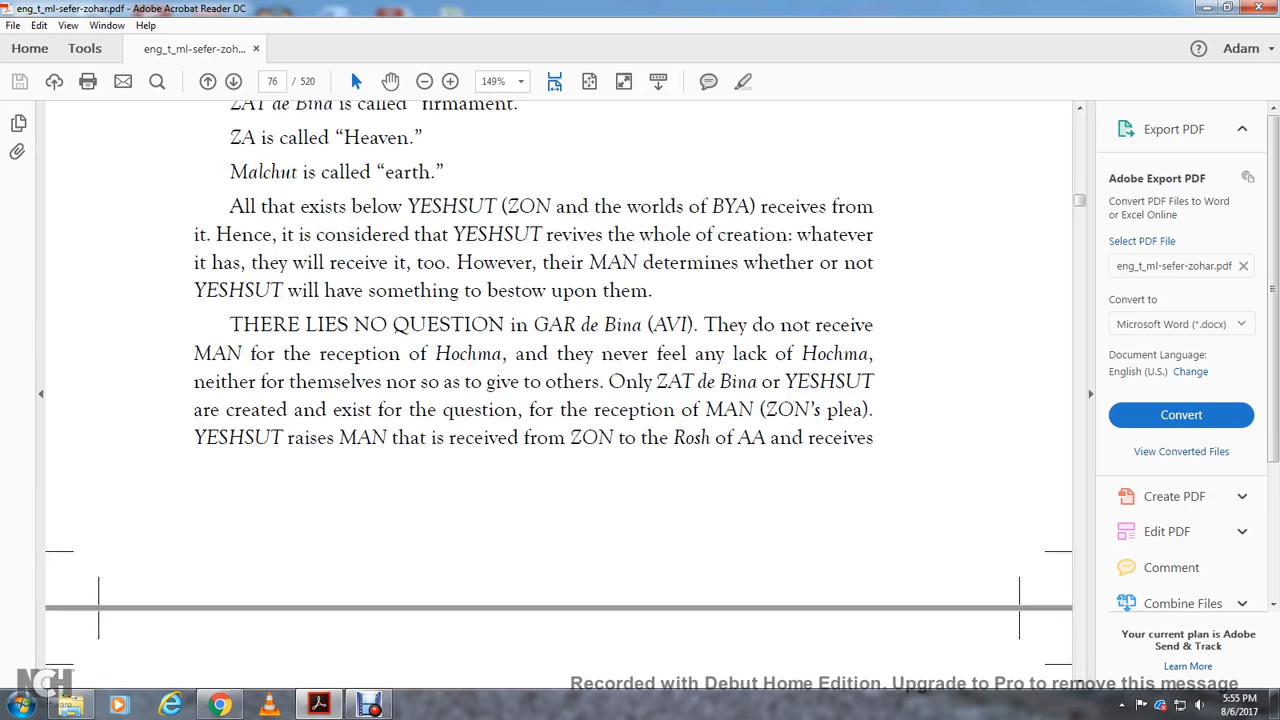 eng_t_ml-sefer-zohar.pdf - Adobe Acrobat Reader DC
File Edit View Window Help
Home Tools eng_t_ml-sefer-zoh... × Adam
76 / 520 149%
ZAT de Bina is called “firmament.”
ZA is called “Heaven.”
Malchut is called “earth.”
All that exists below YESHSUT (ZON and the worlds of BYA) receives from
it. Hence, it is considered that YESHSUT revives the whole of creation: whatever
it has, they will receive it, too. However, their MAN determines whether or not
YESHSUT will have something to bestow upon them.
THERE LIES NO QUESTION in GAR de Bina (AVI). They do not receive
MAN for the reception of Hochma, and they never feel any lack of Hochma,
neither for themselves nor so as to give to others. Only ZAT de Bina or YESHSUT
are created and exist for the question, for the reception of MAN (ZON’s plea).
YESHSUT raises MAN that is received from ZON to the Rosh of AA and receives
Export PDF
Adobe Export PDF
Convert PDF Files to Word
or Excel Online
Select PDF File
eng_t_ml-sefer-zohar.pdf ×
Convert to
Microsoft Word (*.docx)
Document Language:
English (U.S.) Change
Convert
View Converted Files
Create PDF
Edit PDF
Comment
Combine Files
Your current plan is Adobe
Send & Track
Learn More
NCH
Software
Recorded with Debut Home Edition. Upgrade to Pro to remove this message
5:55 PM
8/6/2017